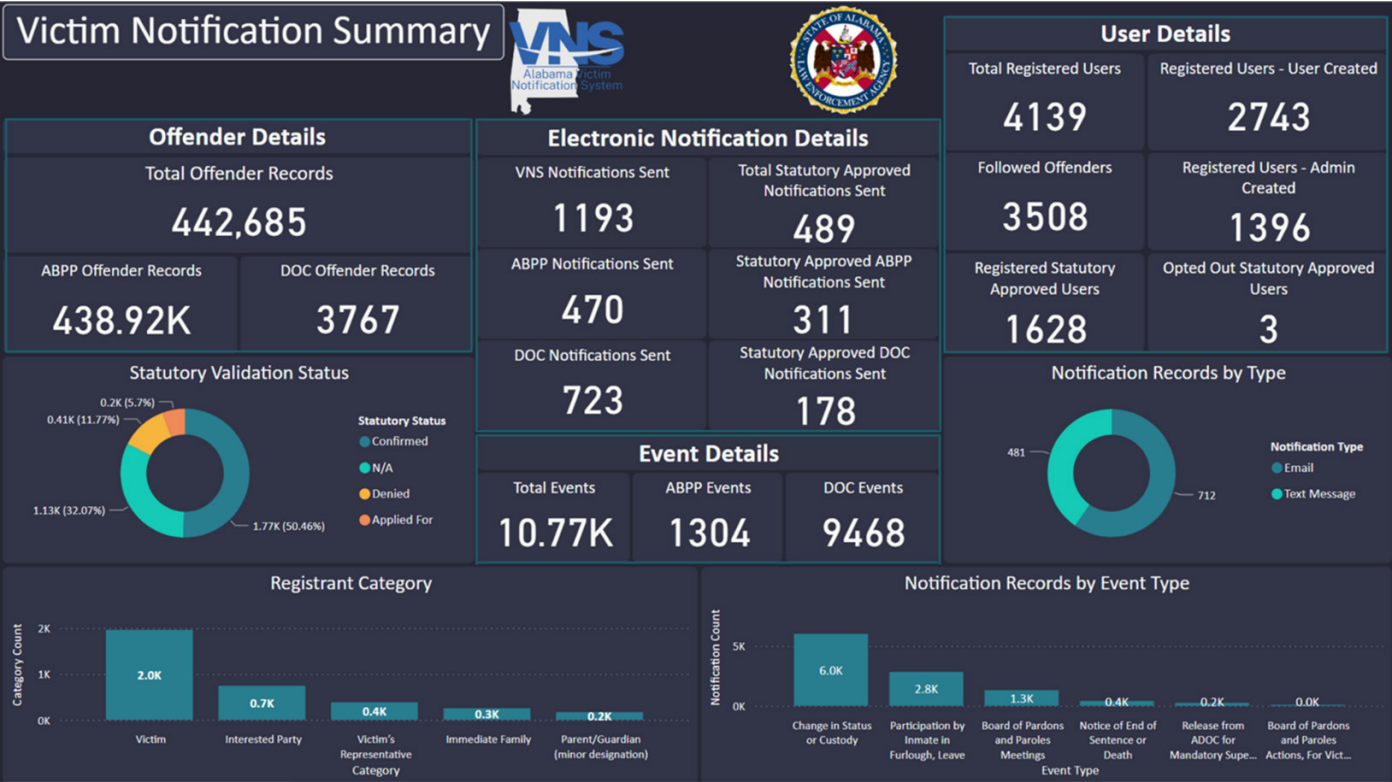 Victim Notification Summary
VNS
Alabama Victim
Notification System
STATE OF ALABAMA
LAW ENFORCEMENT AGENCY
User Details
Total Registered Users
4139
Registered Users - User Created
2743
Followed Offenders
3508
Registered Users - Admin
Created
1396
Registered Statutory
Approved Users
1628
Opted Out Statutory Approved
Users
3
Offender Details
Total Offender Records
442,685
ABPP Offender Records
438.92K
DOC Offender Records
3767
Electronic Notification Details
VNS Notifications Sent
1193
Total Statutory Approved
Notifications Sent
489
ABPP Notifications Sent
470
Statutory Approved ABPP
Notifications Sent
311
DOC Notifications Sent
723
Statutory Approved DOC
Notifications Sent
178
Event Details
Total Events
10.77K
ABPP Events
1304
DOC Events
9468
Statutory Validation Status
0.2K (5.7%)
0.41K (11.77%)
1.13K (32.07%)
1.77K (50.46%)
Statutory Status
Confirmed
N/A
Denied
Applied For
Notification Records by Type
481
712
Notification Type
Email
Text Message
Registrant Category
Category Count
2K
1K
0K
2.0K
0.7K
0.4K
0.3K
0.2K
Victim
Interested Party
Victim's
Representative
Immediate Family
Parent/Guardian
(minor designation)
Category
Notification Records by Event Type
Notification Count
5K
0K
6.0K
2.8K
1.3K
0.4K
0.2K
0.0K
Change in Status
or Custody
Participation by
Inmate in
Furlough, Leave
Board of Pardons
and Paroles
Meetings
Notice of End of
Sentence or
Death
Release from
ADOC for
Mandatory Supe...
Board of Pardons
and Paroles
Actions, For Vict...
Event Type